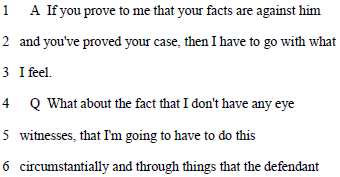 1 A If you prove to me that your facts are against him
2 and you've proved your case, then I have to go with what
3 I feel.
4 Q What about the fact that I don't have any eye
5 witnesses, that I'm going to have to do this
6 circumstantially and through things that the defendant